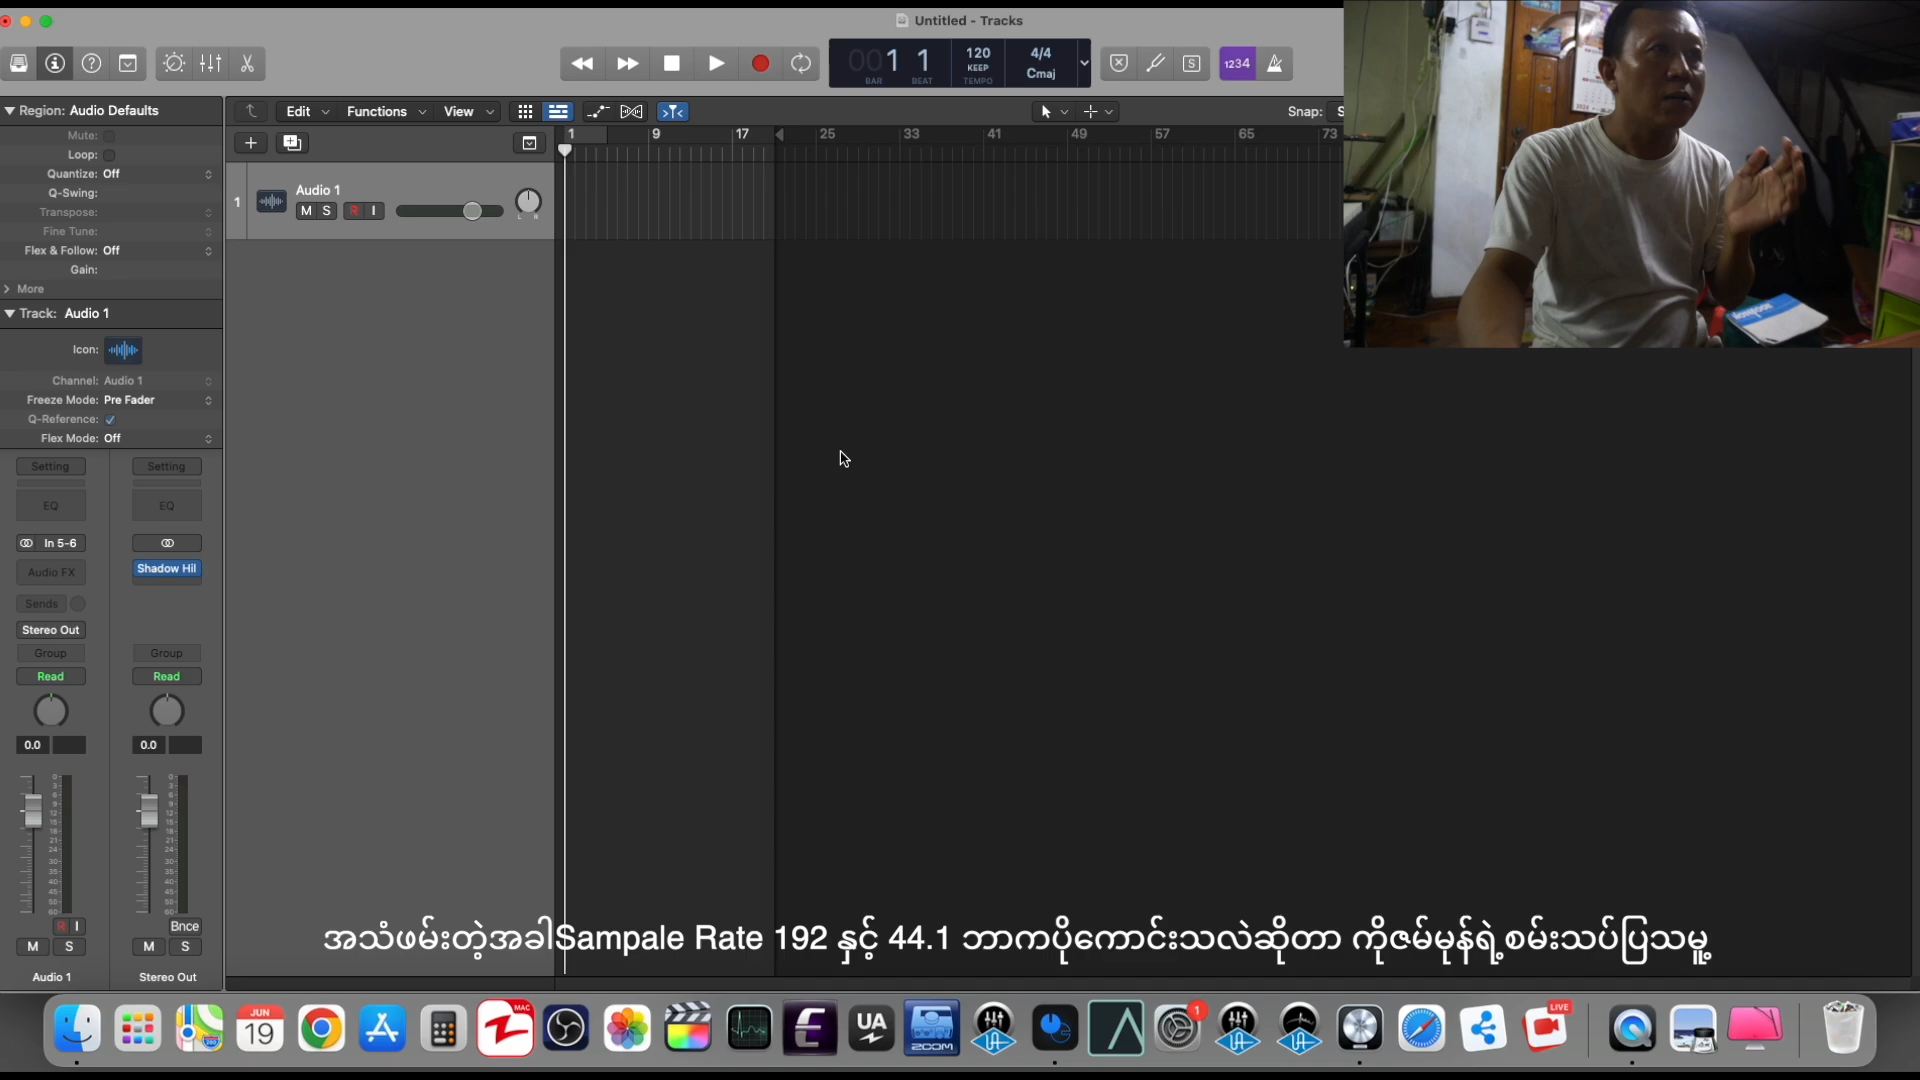 Untitled - Tracks
001 1
BAR BEAT
120
KEEP
TEMPO
4/4
Cmaj
S
1234
Region: Audio Defaults
Edit
Functions
View
Snap:
Mute:
Loop:
Quantize: Off
Q-Swing:
Transpose:
Fine Tune:
Flex & Follow: Off
Gain:
More
1 9 17 25 33 41 49 57 65 73
1
Audio 1
M S R I
L R
Track: Audio 1
Icon:
Channel: Audio 1
Freeze Mode: Pre Fader
Q-Reference:
Flex Mode: Off
Setting Setting
EQ EQ
In 5-6
Audio FX
Shadow Hil
Sends
Stereo Out
Group Group
Read Read
0.0 0.0
R I
Bnce
M S M S
Audio 1 Stereo Out
အသံဖမ်းတဲ့အခါSampale Rate 192 နှင့် 44.1 ဘာကပိုကောင်းသလဲဆိုတာ ကိုဇမ်မုန်ရဲ့စမ်းသပ်ပြသမှု့
JUN
19
MAC
UA
ZOOM
1
LIVE